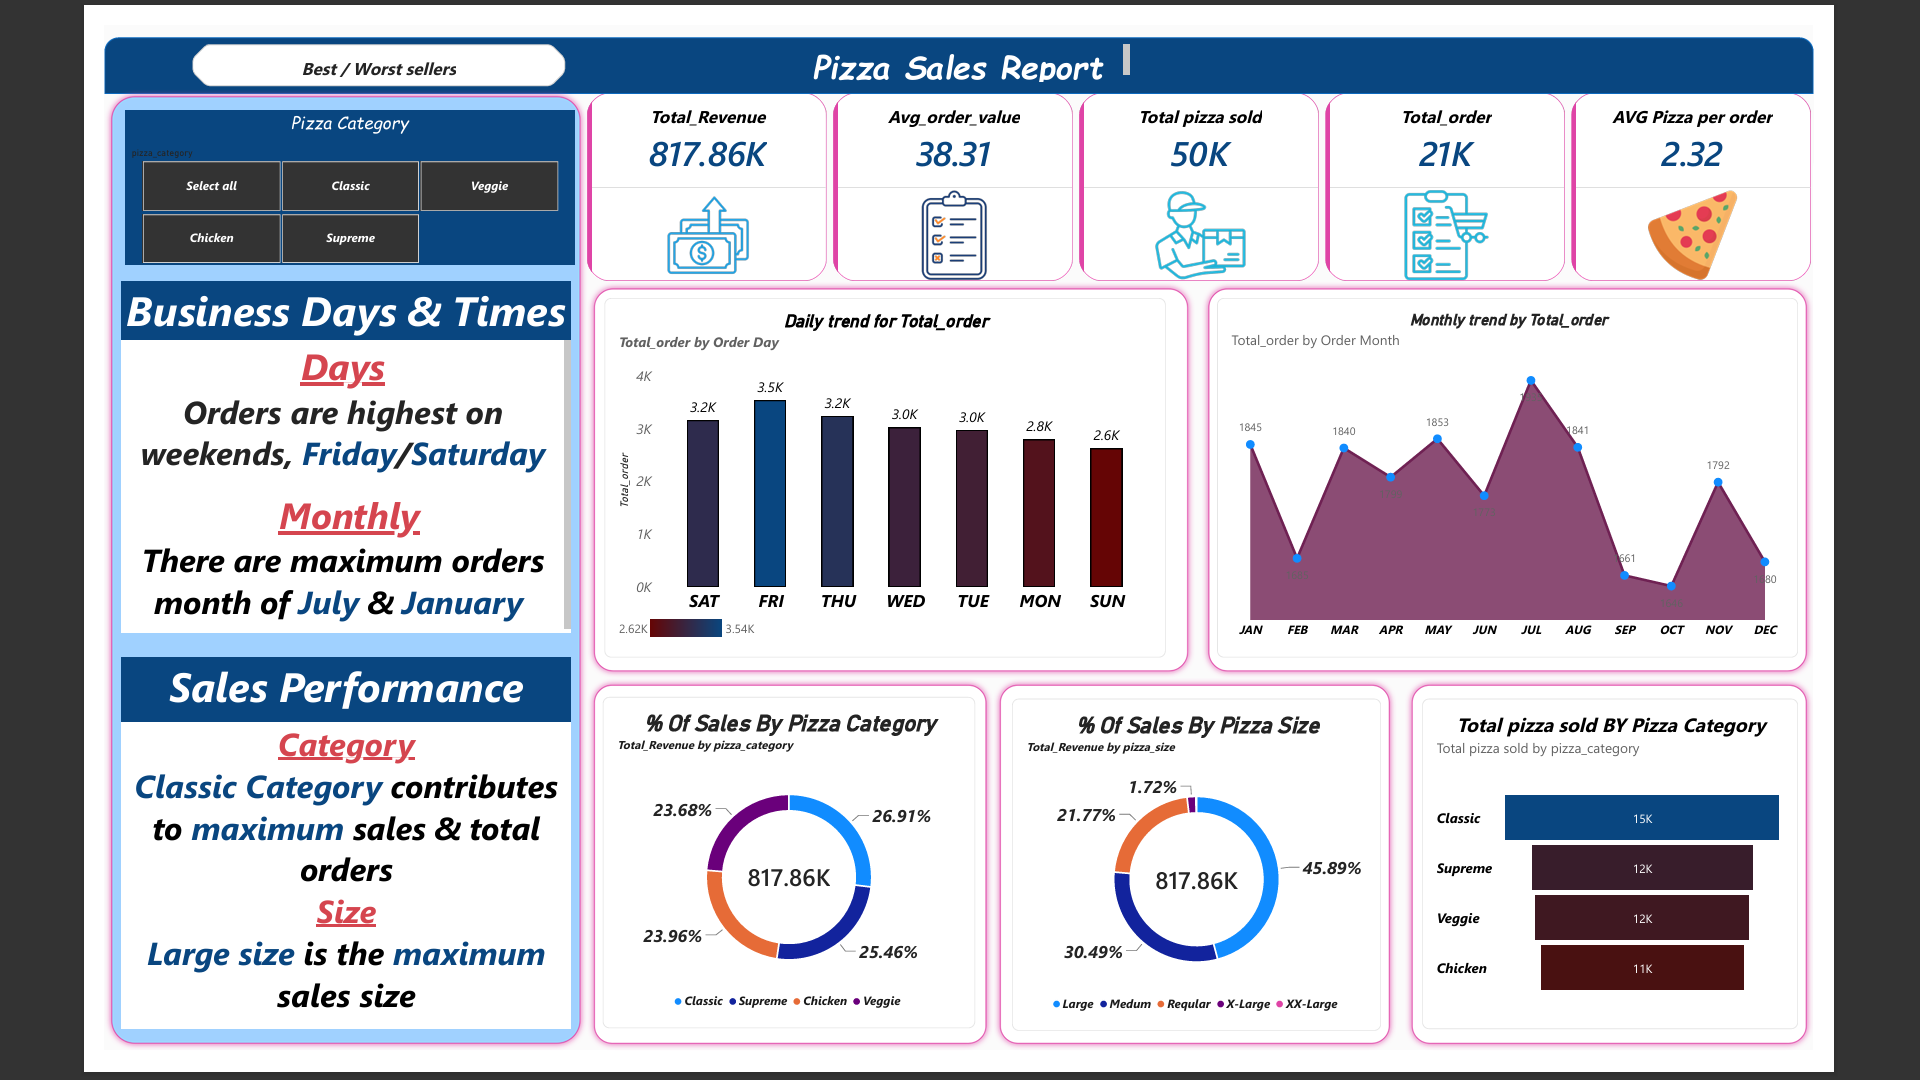 Best / Worst sellers
Pizza Sales Report
Pizza Category
pizza_category
Select all
Classic
Veggie
Chicken
Supreme
Business Days & Times
Days
Orders are highest on
weekends, Friday/Saturday
Monthly
There are maximum orders
month of July & January
Sales Performance
Category
Classic Category contributes
to maximum sales & total
orders
Size
Large size is the maximum
sales size
Total_Revenue
817.86K
Avg_order_value
38.31
Total pizza sold
50K
Total_order
21K
AVG Pizza per order
2.32
Daily trend for Total_order
Total_order by Order Day
Total_order
4K
3K
2K
1K
0K
3.2K
3.5K
3.2K
3.0K
3.0K
2.8K
2.6K
SAT FRI THU WED TUE MON SUN
2.62K 3.54K
Monthly trend by Total_order
Total_order by Order Month
1845
1840
1853
1841
1792
JAN FEB MAR APR MAY JUN JUL AUG SEP OCT NOV DEC
% Of Sales By Pizza Category
Total_Revenue by pizza_category
23.68%
26.91%
817.86K
23.96%
25.46%
Classic Supreme Chicken Veggie
% Of Sales By Pizza Size
Total_Revenue by pizza_size
1.72%
21.77%
45.89%
817.86K
30.49%
Large Medum Reqular X-Large XX-Large
Total pizza sold BY Pizza Category
Total pizza sold by pizza_category
Classic 15K
Supreme 12K
Veggie 12K
Chicken 11K